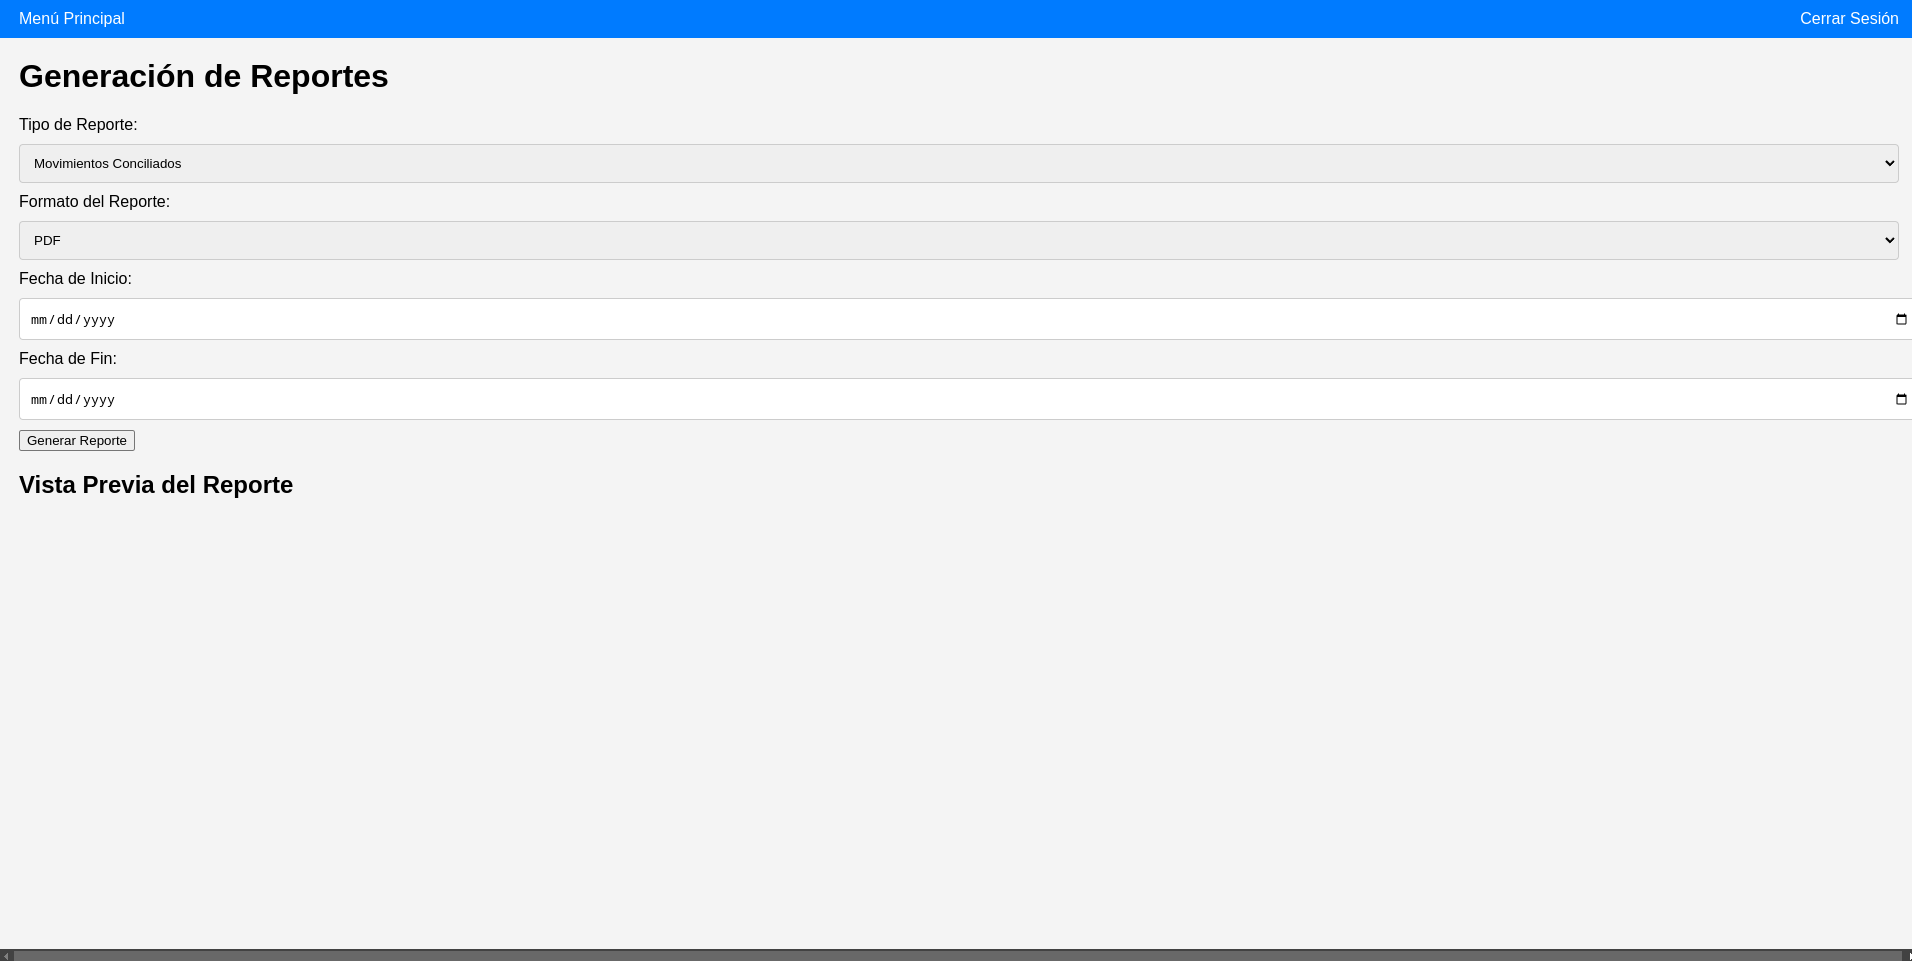 Menú Principal
Cerrar Sesión
Generación de Reportes
Tipo de Reporte:
Movimientos Conciliados
Formato del Reporte:
PDF
Fecha de Inicio:
mm/dd/yyyy
Fecha de Fin:
mm/dd/yyyy
Generar Reporte
Vista Previa del Reporte